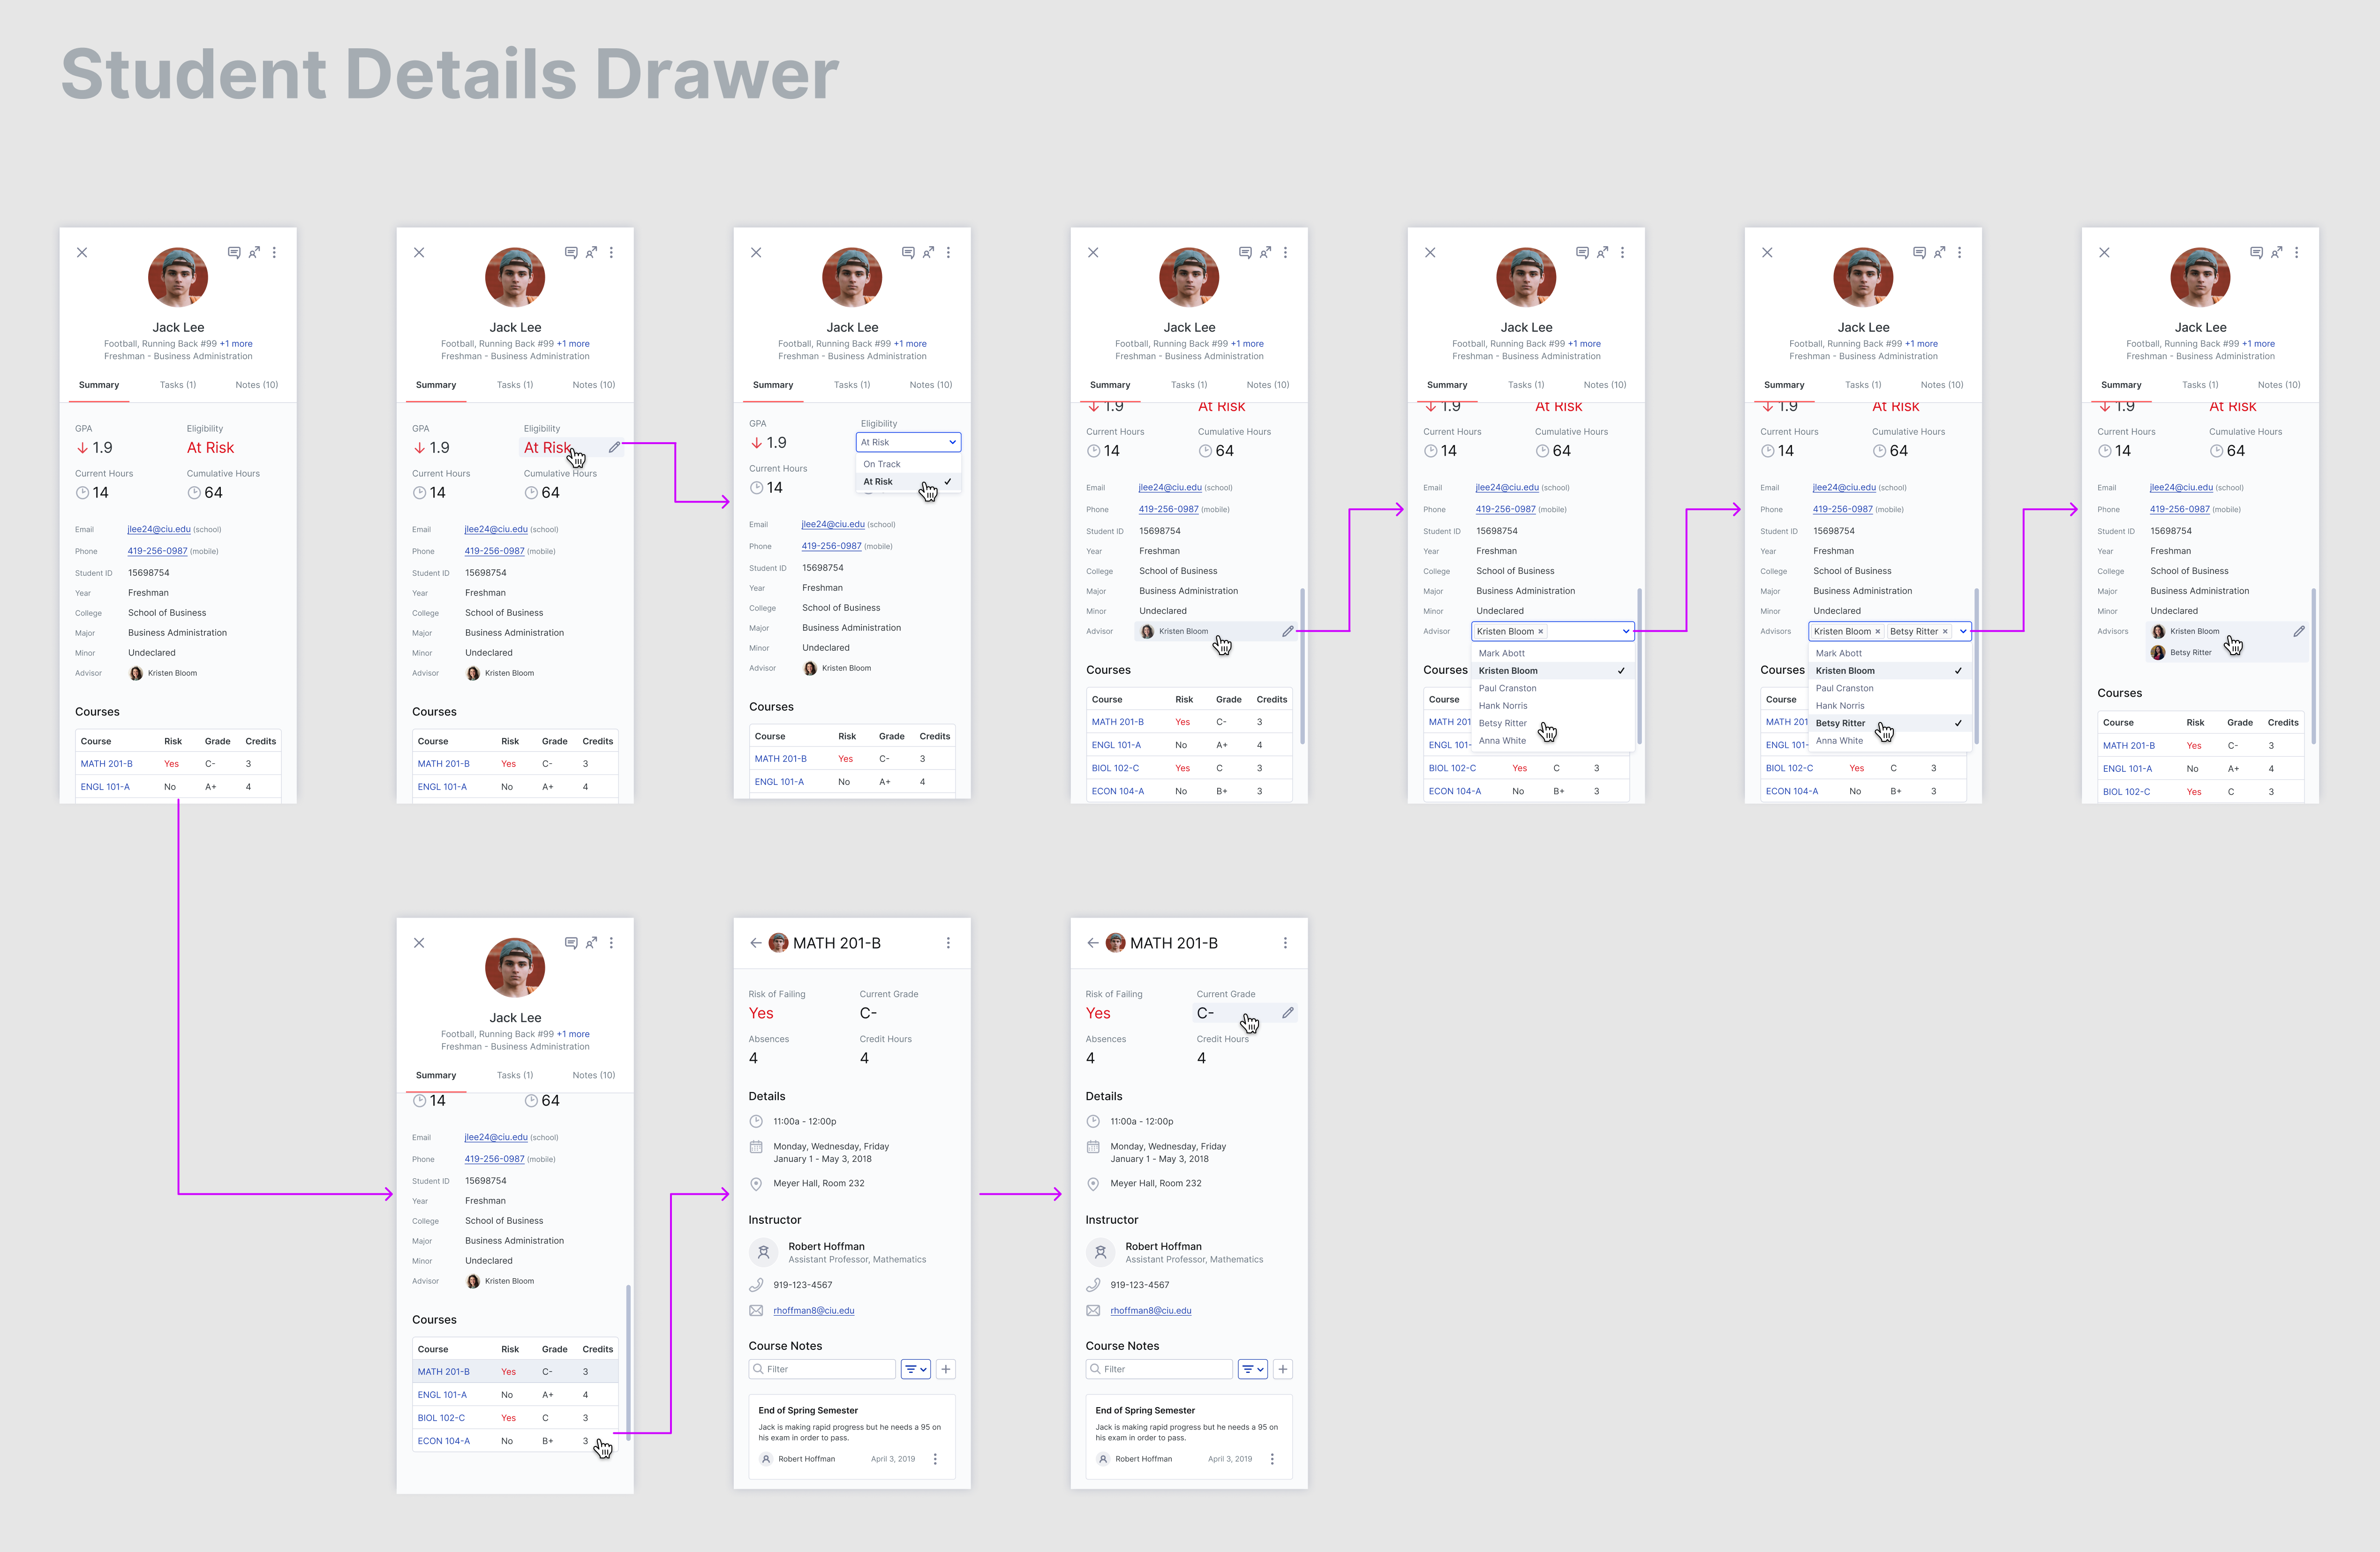 Student Details Drawer
Jack Lee
Football, Running Back #99 +1 more
Freshman - Business Administration
Summary Tasks (1) Notes (10)
GPA Eligibility
1.9 At Risk
Current Hours Cumulative Hours
14 64
Email jlee24@ciu.edu (school)
Phone 419-256-0987 (mobile)
Student ID 15698754
Year Freshman
College School of Business
Major Business Administration
Minor Undeclared
Advisor Kristen Bloom
Courses
Course Risk Grade Credits
MATH 201-B Yes C- 3
ENGL 101-A No A+ 4
Jack Lee
Football, Running Back #99 +1 more
Freshman - Business Administration
Summary Tasks (1) Notes (10)
GPA Eligibility
1.9 At Risk
Current Hours Cumulative Hours
14 64
Email jlee24@ciu.edu (school)
Phone 419-256-0987 (mobile)
Student ID 15698754
Year Freshman
College School of Business
Major Business Administration
Minor Undeclared
Advisor Kristen Bloom
Courses
Course Risk Grade Credits
MATH 201-B Yes C- 3
ENGL 101-A No A+ 4
Jack Lee
Football, Running Back #99 +1 more
Freshman - Business Administration
Summary Tasks (1) Notes (10)
GPA Eligibility
1.9 At Risk
On Track
Current Hours
At Risk
14
Email jlee24@ciu.edu (school)
Phone 419-256-0987 (mobile)
Student ID 15698754
Year Freshman
College School of Business
Major Business Administration
Minor Undeclared
Advisor Kristen Bloom
Courses
Course Risk Grade Credits
MATH 201-B Yes C- 3
ENGL 101-A No A+ 4
Jack Lee
Football, Running Back #99 +1 more
Freshman - Business Administration
Summary Tasks (1) Notes (10)
1.9 At Risk
Current Hours Cumulative Hours
14 64
Email jlee24@ciu.edu (school)
Phone 419-256-0987 (mobile)
Student ID 15698754
Year Freshman
College School of Business
Major Business Administration
Minor Undeclared
Advisor Kristen Bloom
Courses
Course Risk Grade Credits
MATH 201-B Yes C- 3
ENGL 101-A No A+ 4
BIOL 102-C Yes C 3
ECON 104-A No B+ 3
Jack Lee
Football, Running Back #99 +1 more
Freshman - Business Administration
Summary Tasks (1) Notes (10)
1.9 At Risk
Current Hours Cumulative Hours
14 64
Email jlee24@ciu.edu (school)
Phone 419-256-0987 (mobile)
Student ID 15698754
Year Freshman
College School of Business
Major Business Administration
Minor Undeclared
Advisor Kristen Bloom ×
Mark Abott
Courses Kristen Bloom
Paul Cranston
Course
Hank Norris
MATH 201 Betsy Ritter
ENGL 101- Anna White
BIOL 102-C Yes C 3
ECON 104-A No B+ 3
Jack Lee
Football, Running Back #99 +1 more
Freshman - Business Administration
Summary Tasks (1) Notes (10)
1.9 At Risk
Current Hours Cumulative Hours
14 64
Email jlee24@ciu.edu (school)
Phone 419-256-0987 (mobile)
Student ID 15698754
Year Freshman
College School of Business
Major Business Administration
Minor Undeclared
Advisors Kristen Bloom × Betsy Ritter ×
Mark Abott
Courses Kristen Bloom
Paul Cranston
Course
Hank Norris
MATH 201 Betsy Ritter
ENGL 101- Anna White
BIOL 102-C Yes C 3
ECON 104-A No B+ 3
Jack Lee
Football, Running Back #99 +1 more
Freshman - Business Administration
Summary Tasks (1) Notes (10)
1.9 At Risk
Current Hours Cumulative Hours
14 64
Email jlee24@ciu.edu (school)
Phone 419-256-0987 (mobile)
Student ID 15698754
Year Freshman
College School of Business
Major Business Administration
Minor Undeclared
Advisors Kristen Bloom
Betsy Ritter
Courses
Course Risk Grade Credits
MATH 201-B Yes C- 3
ENGL 101-A No A+ 4
BIOL 102-C Yes C 3
Jack Lee
Football, Running Back #99 +1 more
Freshman - Business Administration
Summary Tasks (1) Notes (10)
14 64
Email jlee24@ciu.edu (school)
Phone 419-256-0987 (mobile)
Student ID 15698754
Year Freshman
College School of Business
Major Business Administration
Minor Undeclared
Advisor Kristen Bloom
Courses
Course Risk Grade Credits
MATH 201-B Yes C- 3
ENGL 101-A No A+ 4
BIOL 102-C Yes C 3
ECON 104-A No B+ 3
MATH 201-B
Risk of Failing Current Grade
Yes C-
Absences Credit Hours
4 4
Details
11:00a - 12:00p
Monday, Wednesday, Friday
January 1 - May 3, 2018
Meyer Hall, Room 232
Instructor
Robert Hoffman
Assistant Professor, Mathematics
919-123-4567
rhoffman8@ciu.edu
Course Notes
Filter
End of Spring Semester
Jack is making rapid progress but he needs a 95 on
his exam in order to pass.
Robert Hoffman April 3, 2019
MATH 201-B
Risk of Failing Current Grade
Yes C-
Absences Credit Hours
4 4
Details
11:00a - 12:00p
Monday, Wednesday, Friday
January 1 - May 3, 2018
Meyer Hall, Room 232
Instructor
Robert Hoffman
Assistant Professor, Mathematics
919-123-4567
rhoffman8@ciu.edu
Course Notes
Filter
End of Spring Semester
Jack is making rapid progress but he needs a 95 on
his exam in order to pass.
Robert Hoffman April 3, 2019